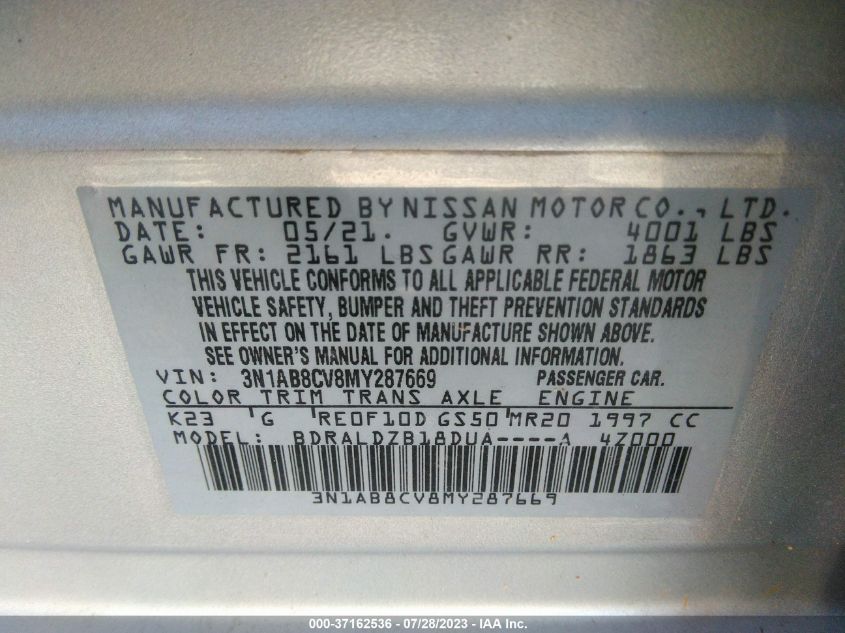 MANUFACTURED BY NISSAN MOTOR CO., LTD.
DATE: 05/21. GVWR: 4001 LBS
GAWR FR: 2161 LBS GAWR RR: 1863 LBS
THIS VEHICLE CONFORMS TO ALL APPLICABLE FEDERAL MOTOR
VEHICLE SAFETY, BUMPER AND THEFT PREVENTION STANDARDS
IN EFFECT ON THE DATE OF MANUFACTURE SHOWN ABOVE.
SEE OWNER'S MANUAL FOR ADDITIONAL INFORMATION.
VIN: 3N1AB8CV8MY287669 PASSENGER CAR.
COLOR TRIM TRANS AXLE ENGINE
K23 G RE0F10D GS50 MR20 1997 CC
MODEL: BDRALDZB18DUA----A 4Z000
3N1AB8CV8MY287669
000-37162536 - 07/28/2023 - © IAA Inc.